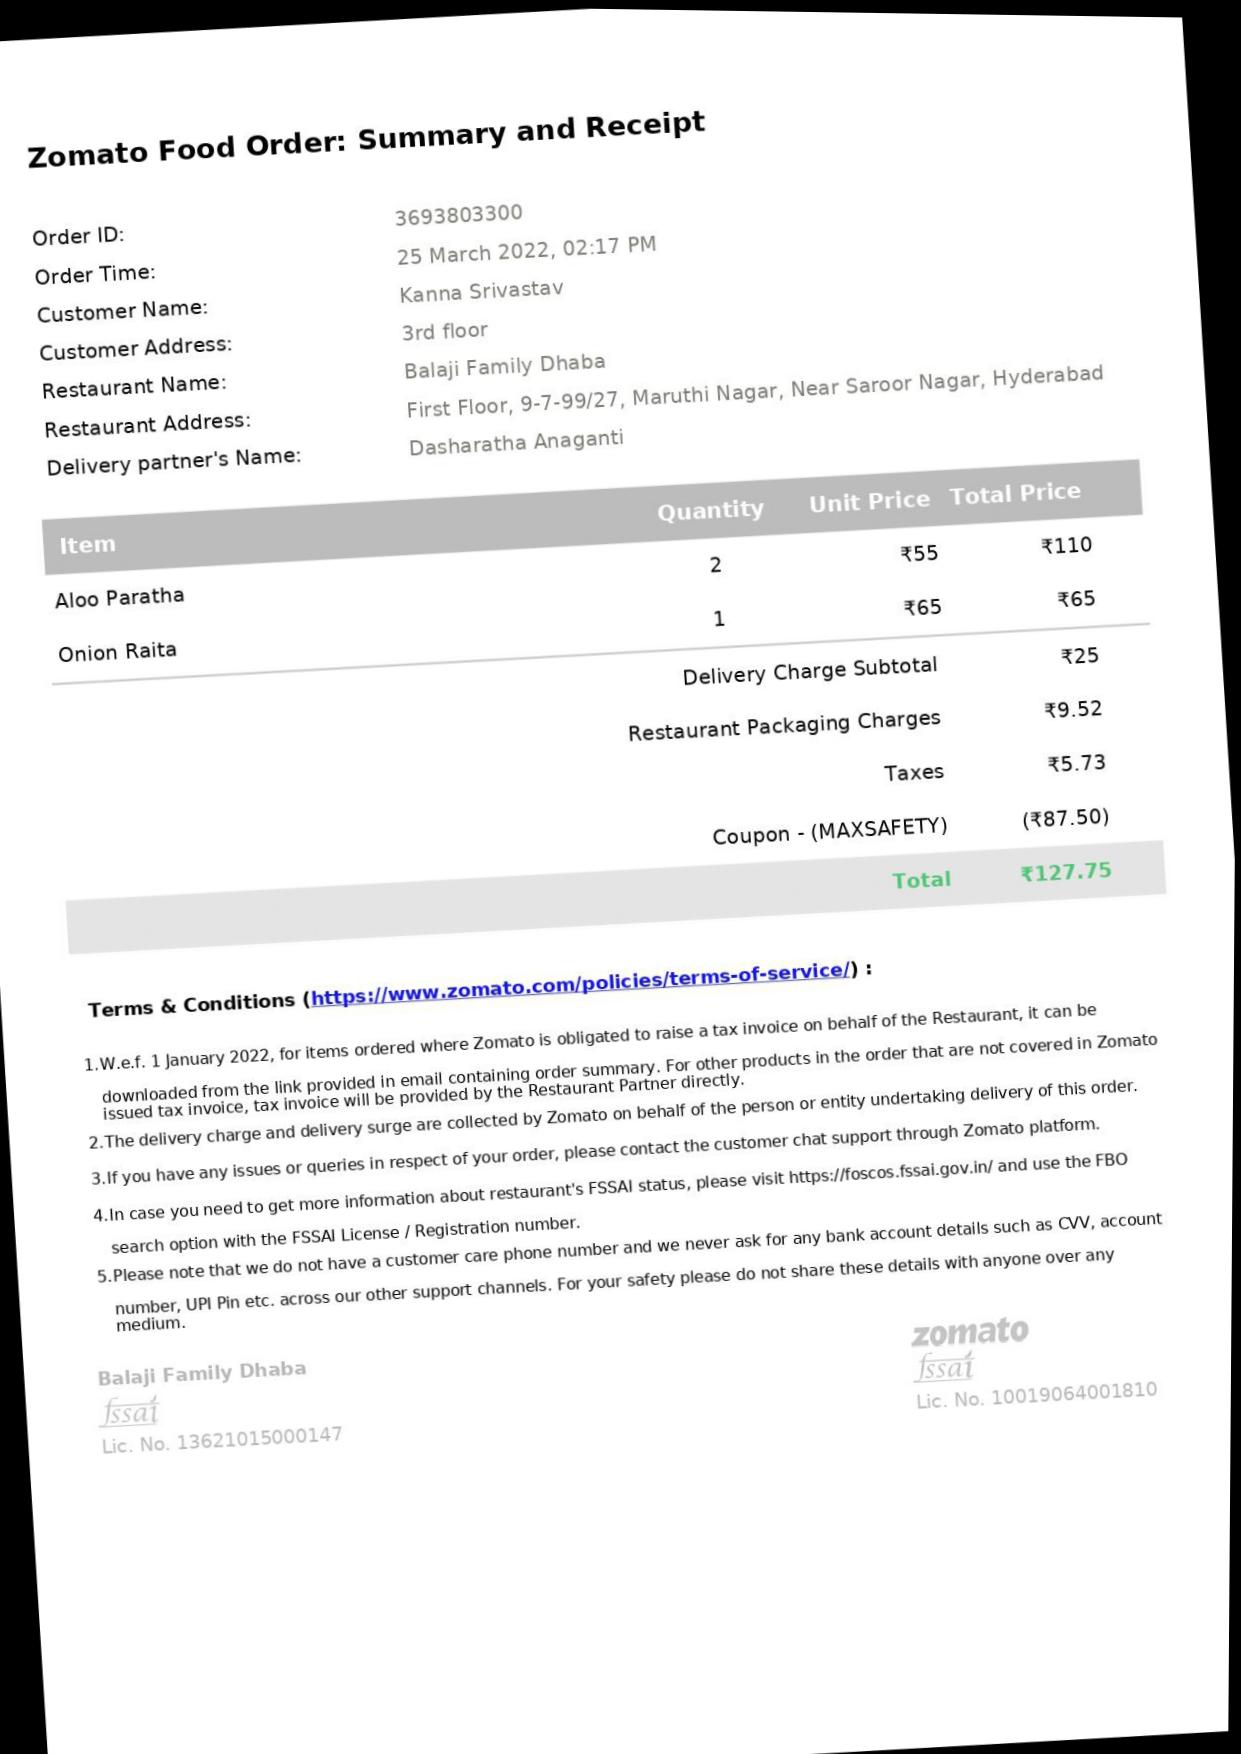 Zomato Food Order: Summary and Receipt
Order ID: 3693803300
Order Time: 25 March 2022, 02:17 PM
Customer Name: Kanna Srivastav
Customer Address: 3rd floor
Restaurant Name: Balaji Family Dhaba
Restaurant Address: First Floor, 9-7-99/27, Maruthi Nagar, Near Saroor Nagar, Hyderabad
Delivery partner's Name: Dasharatha Anaganti
Item Quantity Unit Price Total Price
Aloo Paratha 2 ₹55 ₹110
Onion Raita 1 ₹65 ₹65
Delivery Charge Subtotal ₹25
Restaurant Packaging Charges ₹9.52
Taxes ₹5.73
Coupon - (MAXSAFETY) (₹87.50)
Total ₹127.75
Terms & Conditions (https://www.zomato.com/policies/terms-of-service/) :
1.W.e.f. 1 January 2022, for items ordered where Zomato is obligated to raise a tax invoice on behalf of the Restaurant, it can be
downloaded from the link provided in email containing order summary. For other products in the order that are not covered in Zomato
issued tax invoice, tax invoice will be provided by the Restaurant Partner directly.
2.The delivery charge and delivery surge are collected by Zomato on behalf of the person or entity undertaking delivery of this order.
3.If you have any issues or queries in respect of your order, please contact the customer chat support through Zomato platform.
4.In case you need to get more information about restaurant's FSSAI status, please visit https://foscos.fssai.gov.in/ and use the FBO
search option with the FSSAI License / Registration number.
5.Please note that we do not have a customer care phone number and we never ask for any bank account details such as CVV, account
number, UPI Pin etc. across our other support channels. For your safety please do not share these details with anyone over any
medium.
Balaji Family Dhaba
fssai
Lic. No. 13621015000147
zomato
fssai
Lic. No. 10019064001810